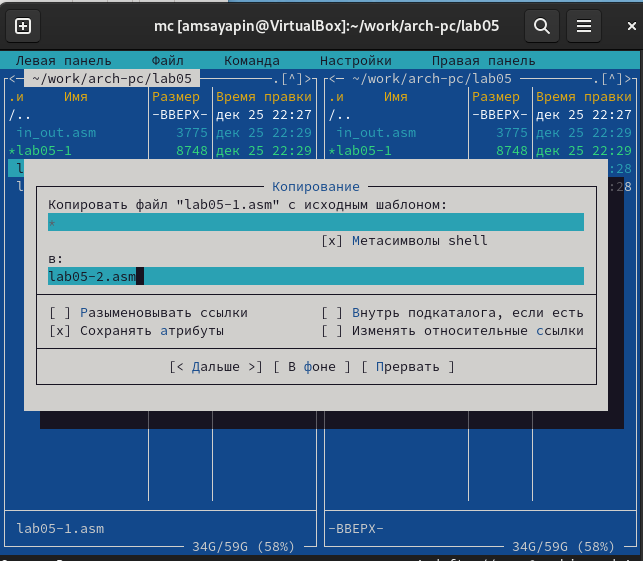 mc [amsayapin@VirtualBox]:~/work/arch-pc/lab05
Левая панель Файл Команда Настройки Правая панель
<─ ~/work/arch-pc/lab05 .[^]> <─ ~/work/arch-pc/lab05 .[^]>
.и Имя Размер Время правки .и Имя Размер Время правки
/.. -ВВЕРХ- дек 25 22:27 /.. -ВВЕРХ- дек 25 22:27
in_out.asm 3775 дек 25 22:29 in_out.asm 3775 дек 25 22:29
*lab05-1 8748 дек 25 22:29 *lab05-1 8748 дек 25 22:29
:28
:28
Копирование
Копировать файл "lab05-1.asm" с исходным шаблоном:
*
[x] Метасимволы shell
в:
lab05-2.asm
[ ] Разыменовывать ссылки [ ] Внутрь подкаталога, если есть
[x] Сохранять атрибуты [ ] Изменять относительные ссылки
[< Дальше >] [ В фоне ] [ Прервать ]
lab05-1.asm -ВВЕРХ-
34G/59G (58%) 34G/59G (58%)